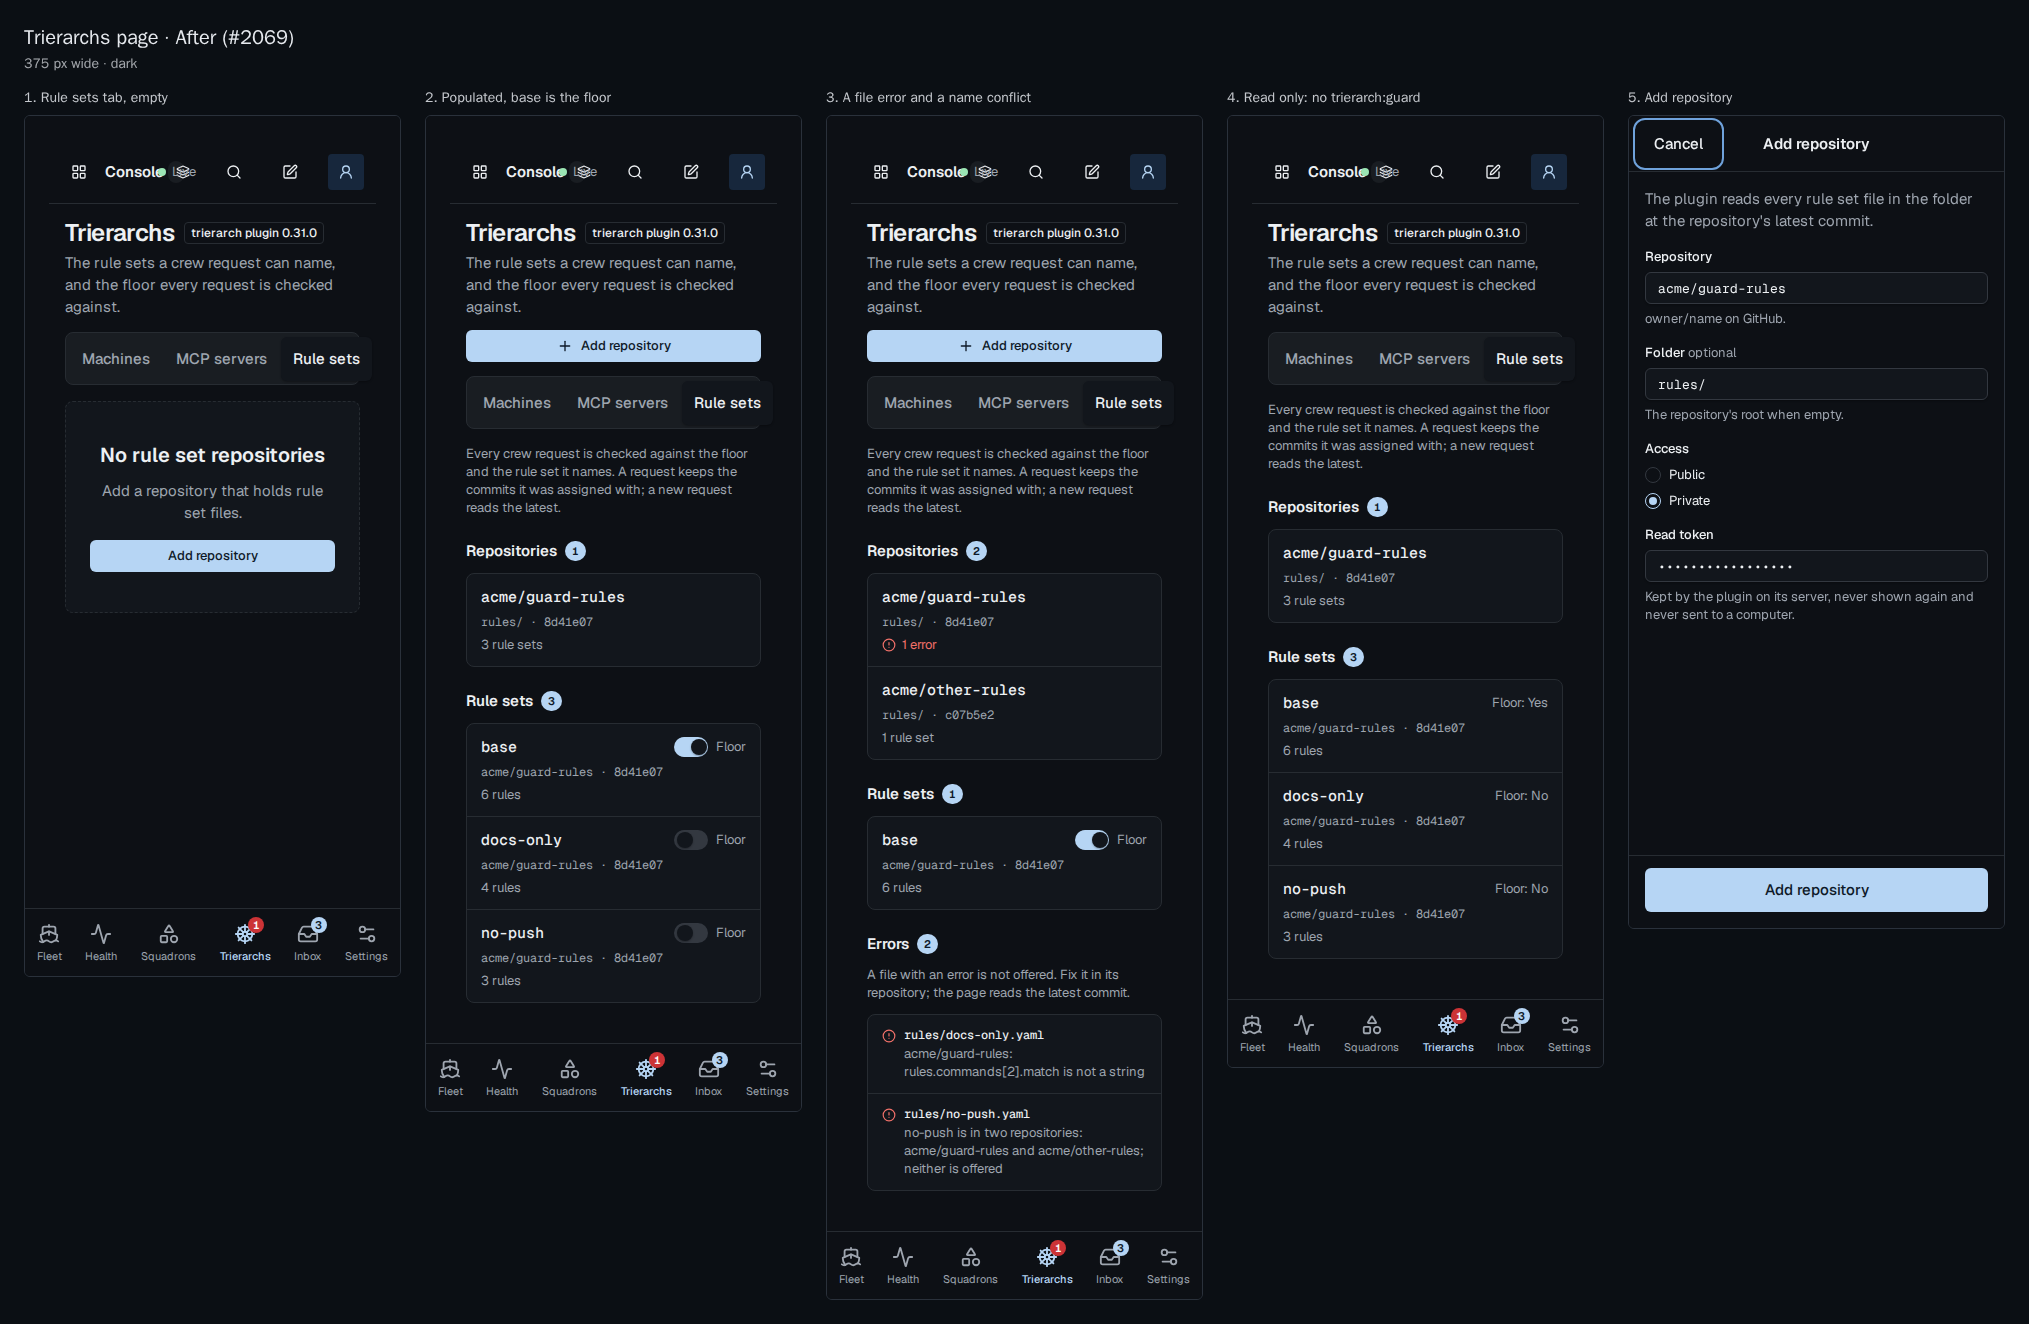 Trierarchs page · After (#2069)
375 px wide · dark
1. Rule sets tab, empty
Console
Trierarchs
trierarch plugin 0.31.0
The rule sets a crew request can name,
and the floor every request is checked
against.
Machines
MCP servers
Rule sets
No rule set repositories
Add a repository that holds rule
set files.
Add repository
Fleet
Health
Squadrons
1
Trierarchs
3
Inbox
Settings
2. Populated, base is the floor
Console
Trierarchs
trierarch plugin 0.31.0
The rule sets a crew request can name,
and the floor every request is checked
against.
+ Add repository
Machines
MCP servers
Rule sets
Every crew request is checked against the floor
and the rule set it names. A request keeps the
commits it was assigned with; a new request
reads the latest.
Repositories 1
acme/guard-rules
rules/ · 8d41e07
3 rule sets
Rule sets 3
base
Floor
acme/guard-rules · 8d41e07
6 rules
docs-only
Floor
acme/guard-rules · 8d41e07
4 rules
no-push
Floor
acme/guard-rules · 8d41e07
3 rules
Fleet
Health
Squadrons
1
Trierarchs
3
Inbox
Settings
3. A file error and a name conflict
Console
Trierarchs
trierarch plugin 0.31.0
The rule sets a crew request can name,
and the floor every request is checked
against.
+ Add repository
Machines
MCP servers
Rule sets
Every crew request is checked against the floor
and the rule set it names. A request keeps the
commits it was assigned with; a new request
reads the latest.
Repositories 2
acme/guard-rules
rules/ · 8d41e07
1 error
acme/other-rules
rules/ · c07b5e2
1 rule set
Rule sets 1
base
Floor
acme/guard-rules · 8d41e07
6 rules
Errors 2
A file with an error is not offered. Fix it in its
repository; the page reads the latest commit.
rules/docs-only.yaml
acme/guard-rules:
rules.commands[2].match is not a string
rules/no-push.yaml
no-push is in two repositories:
acme/guard-rules and acme/other-rules;
neither is offered
Fleet
Health
Squadrons
1
Trierarchs
3
Inbox
Settings
4. Read only: no trierarch:guard
Console
Trierarchs
trierarch plugin 0.31.0
The rule sets a crew request can name,
and the floor every request is checked
against.
Machines
MCP servers
Rule sets
Every crew request is checked against the floor
and the rule set it names. A request keeps the
commits it was assigned with; a new request
reads the latest.
Repositories 1
acme/guard-rules
rules/ · 8d41e07
3 rule sets
Rule sets 3
base
Floor: Yes
acme/guard-rules · 8d41e07
6 rules
docs-only
Floor: No
acme/guard-rules · 8d41e07
4 rules
no-push
Floor: No
acme/guard-rules · 8d41e07
3 rules
Fleet
Health
Squadrons
1
Trierarchs
3
Inbox
Settings
5. Add repository
Cancel
Add repository
The plugin reads every rule set file in the folder
at the repository's latest commit.
Repository
acme/guard-rules
owner/name on GitHub.
Folder optional
rules/
The repository's root when empty.
Access
Public
Private
Read token
•••••••••••••••••
Kept by the plugin on its server, never shown again and
never sent to a computer.
Add repository